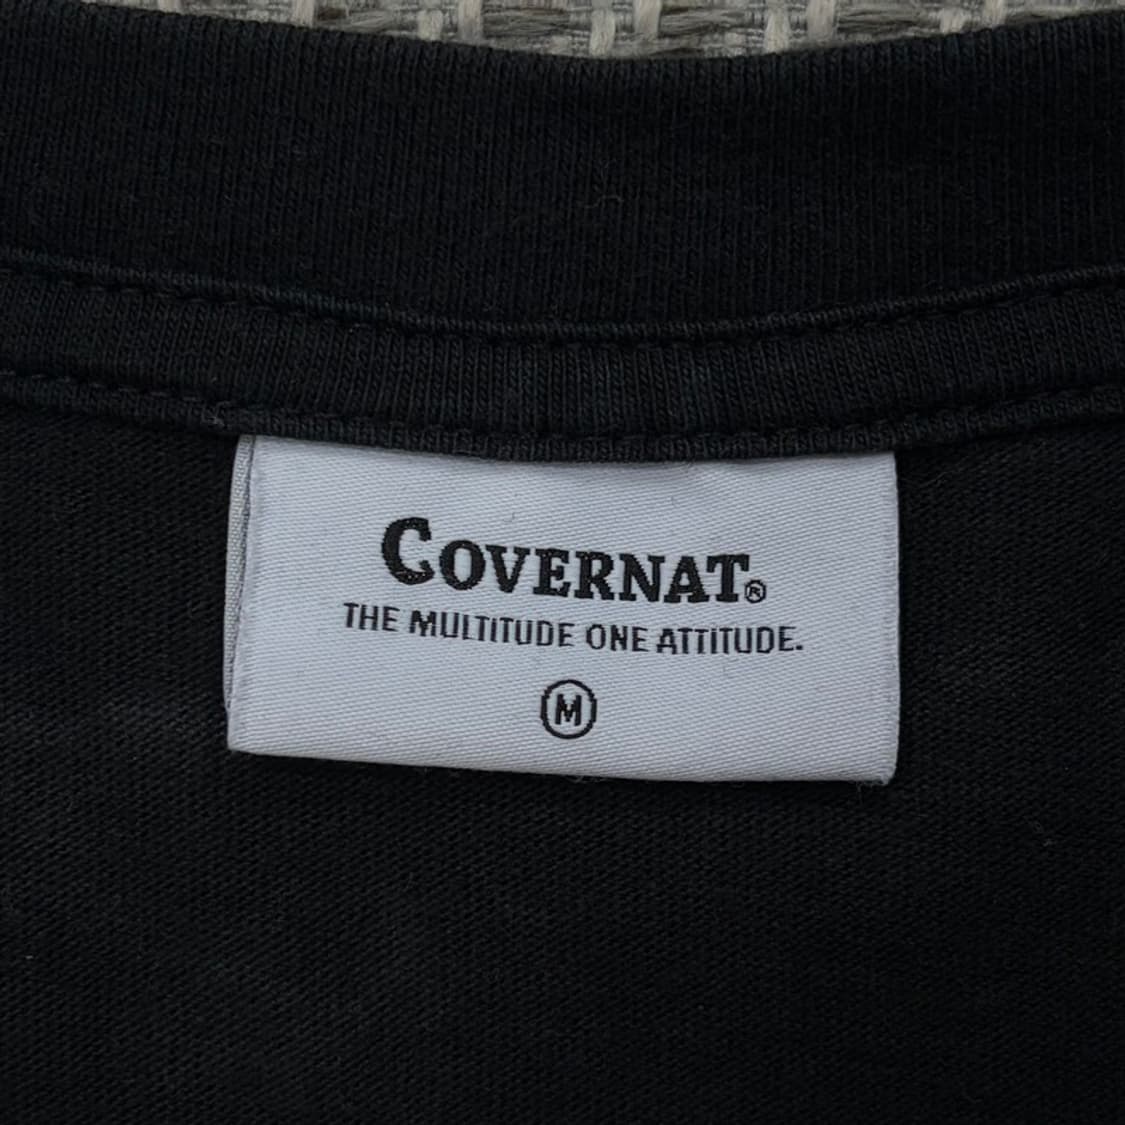 COVERNAT®
THE MULTITUDE ONE ATTITUDE.
M